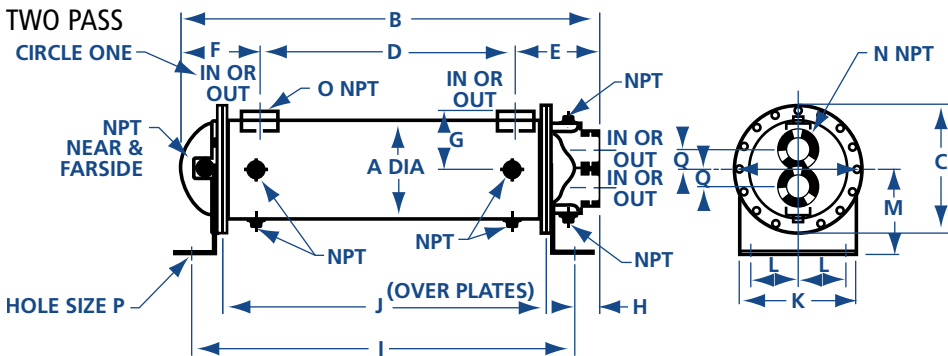 TWO PASS
B
CIRCLE ONE
F
D
E
IN OR
OUT
O NPT
IN OR
OUT
NPT
N NPT
NPT
NEAR &
FARSIDE
A DIA
G
IN OR
OUT
Q
IN OR
OUT
Q
C
M
NPT
NPT
NPT
L
L
K
HOLE SIZE P
J
(OVER PLATES)
H
I